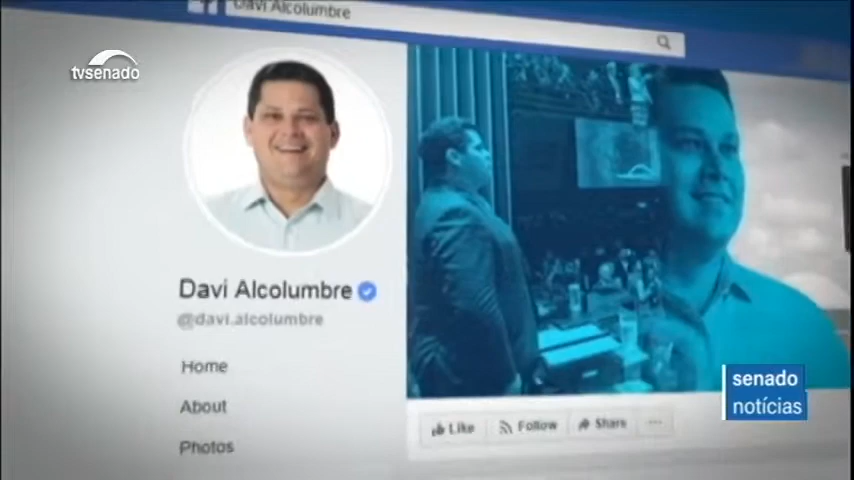 Davi Alcolumbre
tvsenado
Davi Alcolumbre
@davi.alcolumbre
Home
About
Photos
Like
Follow
Share
senado
notícias